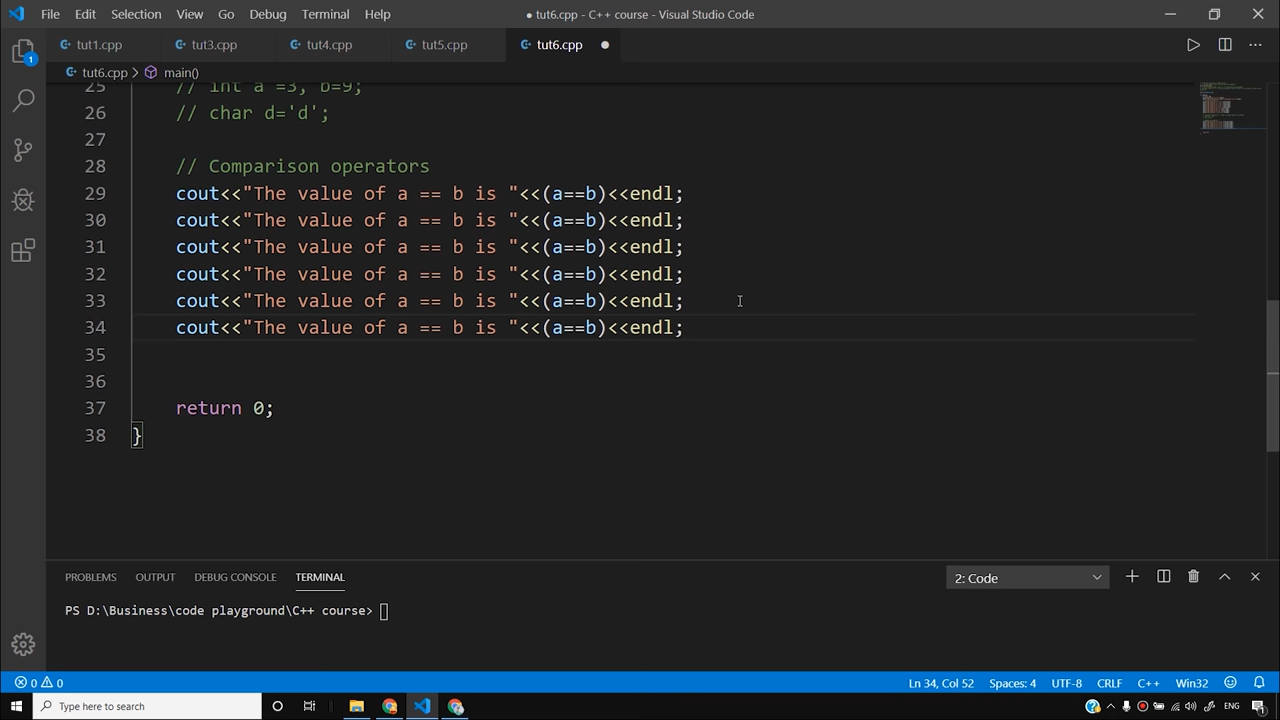 File Edit Selection View Go Debug Terminal Help
● tut6.cpp - C++ course - Visual Studio Code
tut1.cpp tut3.cpp tut4.cpp tut5.cpp tut6.cpp
tut6.cpp > main()
25 // int a =3, b=9;
26 // char d='d';
27
28 // Comparison operators
29 cout<<"The value of a == b is "<<(a==b)<<endl;
30 cout<<"The value of a == b is "<<(a==b)<<endl;
31 cout<<"The value of a == b is "<<(a==b)<<endl;
32 cout<<"The value of a == b is "<<(a==b)<<endl;
33 cout<<"The value of a == b is "<<(a==b)<<endl;
34 cout<<"The value of a == b is "<<(a==b)<<endl;
35
36
37 return 0;
38 }
PROBLEMS OUTPUT DEBUG CONSOLE TERMINAL 2: Code
PS D:\Business\code playground\C++ course>
0 0 Ln 34, Col 52 Spaces: 4 UTF-8 CRLF C++ Win32
Type here to search ENG